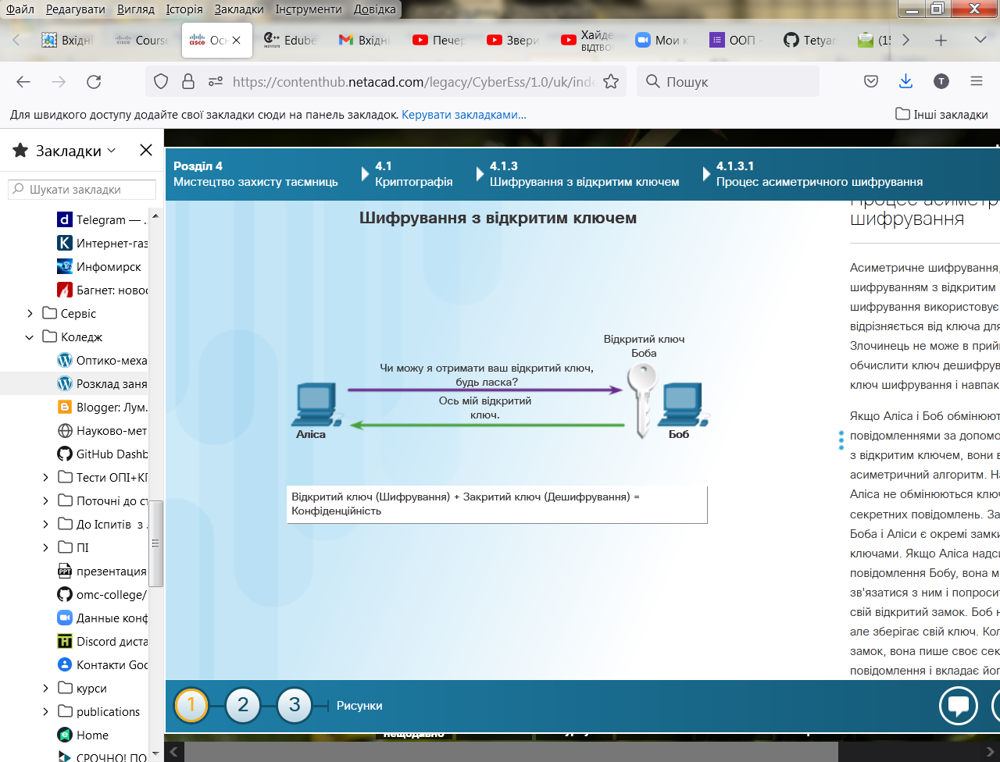 Файл Редагувати Вигляд Історія Закладки Інструменти Довідка
Вхідні Course Осн Edube Вхідні Печер Звери Хайде Мои к ООП - Tetyan (15
ВІДТВО
https://contenthub.netacad.com/legacy/CyberEss/1.0/uk/inde
Пошук
Для швидкого доступу додайте свої закладки сюди на панель закладок. Керувати закладками...
Інші закладки
Закладки
Шукати закладки
Telegram — ..
Интернет-газ
Инфомирск
Багнет: новос
Сервіс
Коледж
Оптико-меха
Розклад заня
Blogger: Лум.
Науково-мет
GitHub Dashb
Тести ОПІ+КГ
Поточні до ст
До Іспитів з .
ПІ
презентация
omc-college/
Данные конф
Discord диста
Контакти Goo
курси
publications
Home
СРОЧНО! ПО
Розділ 4
Мистецтво захисту таємниць
4.1
Криптографія
4.1.3
Шифрування з відкритим ключем
4.1.3.1
Процес асиметричного шифрування
Шифрування з відкритим ключем
Відкритий ключ
Боба
Чи можу я отримати ваш відкритий ключ,
будь ласка?
Ось мій відкритий
ключ.
Аліса
Боб
Відкритий ключ (Шифрування) + Закритий ключ (Дешифрування) =
Конфіденційність
Процес асиметр
шифрування
Асиметричне шифрування,
шифруванням з відкритим
шифрування використовує
відрізняється від ключа для
Злочинець не може в прий
обчислити ключ дешифрув
ключ шифрування і навпак
Якщо Аліса і Боб обмінюют
повідомленнями за допомо
з відкритим ключем, вони в
асиметричний алгоритм. На
Аліса не обмінюються ключ
секретних повідомлень. За
Боба і Аліси є окремі замки
ключами. Якщо Аліса надси
повідомлення Бобу, вона м
зв'язатися з ним і попросит
свій відкритий замок. Боб н
але зберігає свій ключ. Кол
замок, вона пише своє сек
повідомлення і вкладає йог
1 2 3 Рисунки
нещодавно